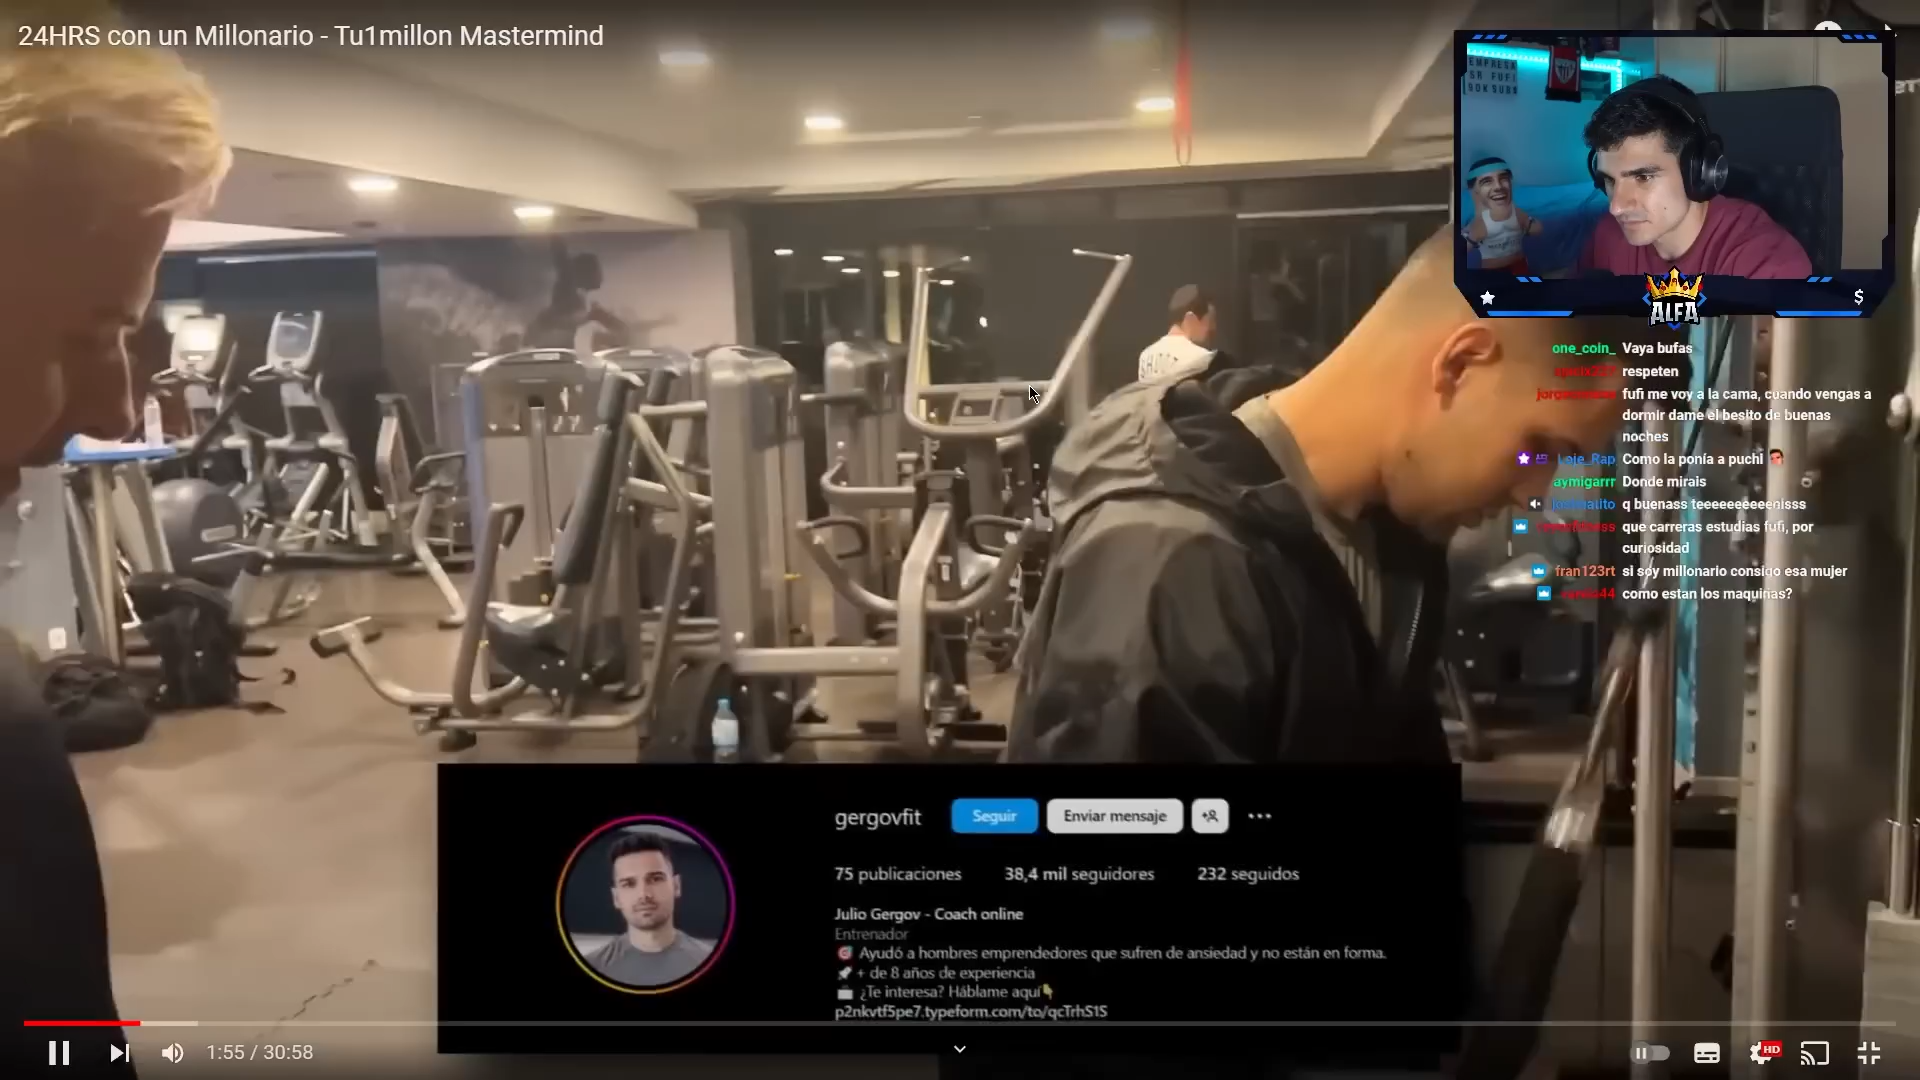 24HRS con un Millonario - Tu1millon Mastermind
EMPRESA
SR FUFI
ALFA
$
one_coin_ Vaya bufas
respeten
fufi me voy a la cama, cuando vengas a
dormir dame el besito de buenas
noches
Leje_Rap Como la ponía a puchi
aymigarrr Donde mirais
q buenass teeeeeeeeeenisss
que carreras estudias fufi, por
curiosidad
fran123rt si soy millonario consigo esa mujer
como estan los maquinas?
gergovfit Seguir Enviar mensaje
75 publicaciones 38,4 mil seguidores 232 seguidos
Julio Gergov - Coach online
Entrenador
Ayudó a hombres emprendedores que sufren de ansiedad y no están en forma.
+ de 8 años de experiencia
¿Te interesa? Háblame aquí
p2nkvtf5pe7.typeform.com/to/qcTrhS1S
1:55 / 30:58
HD